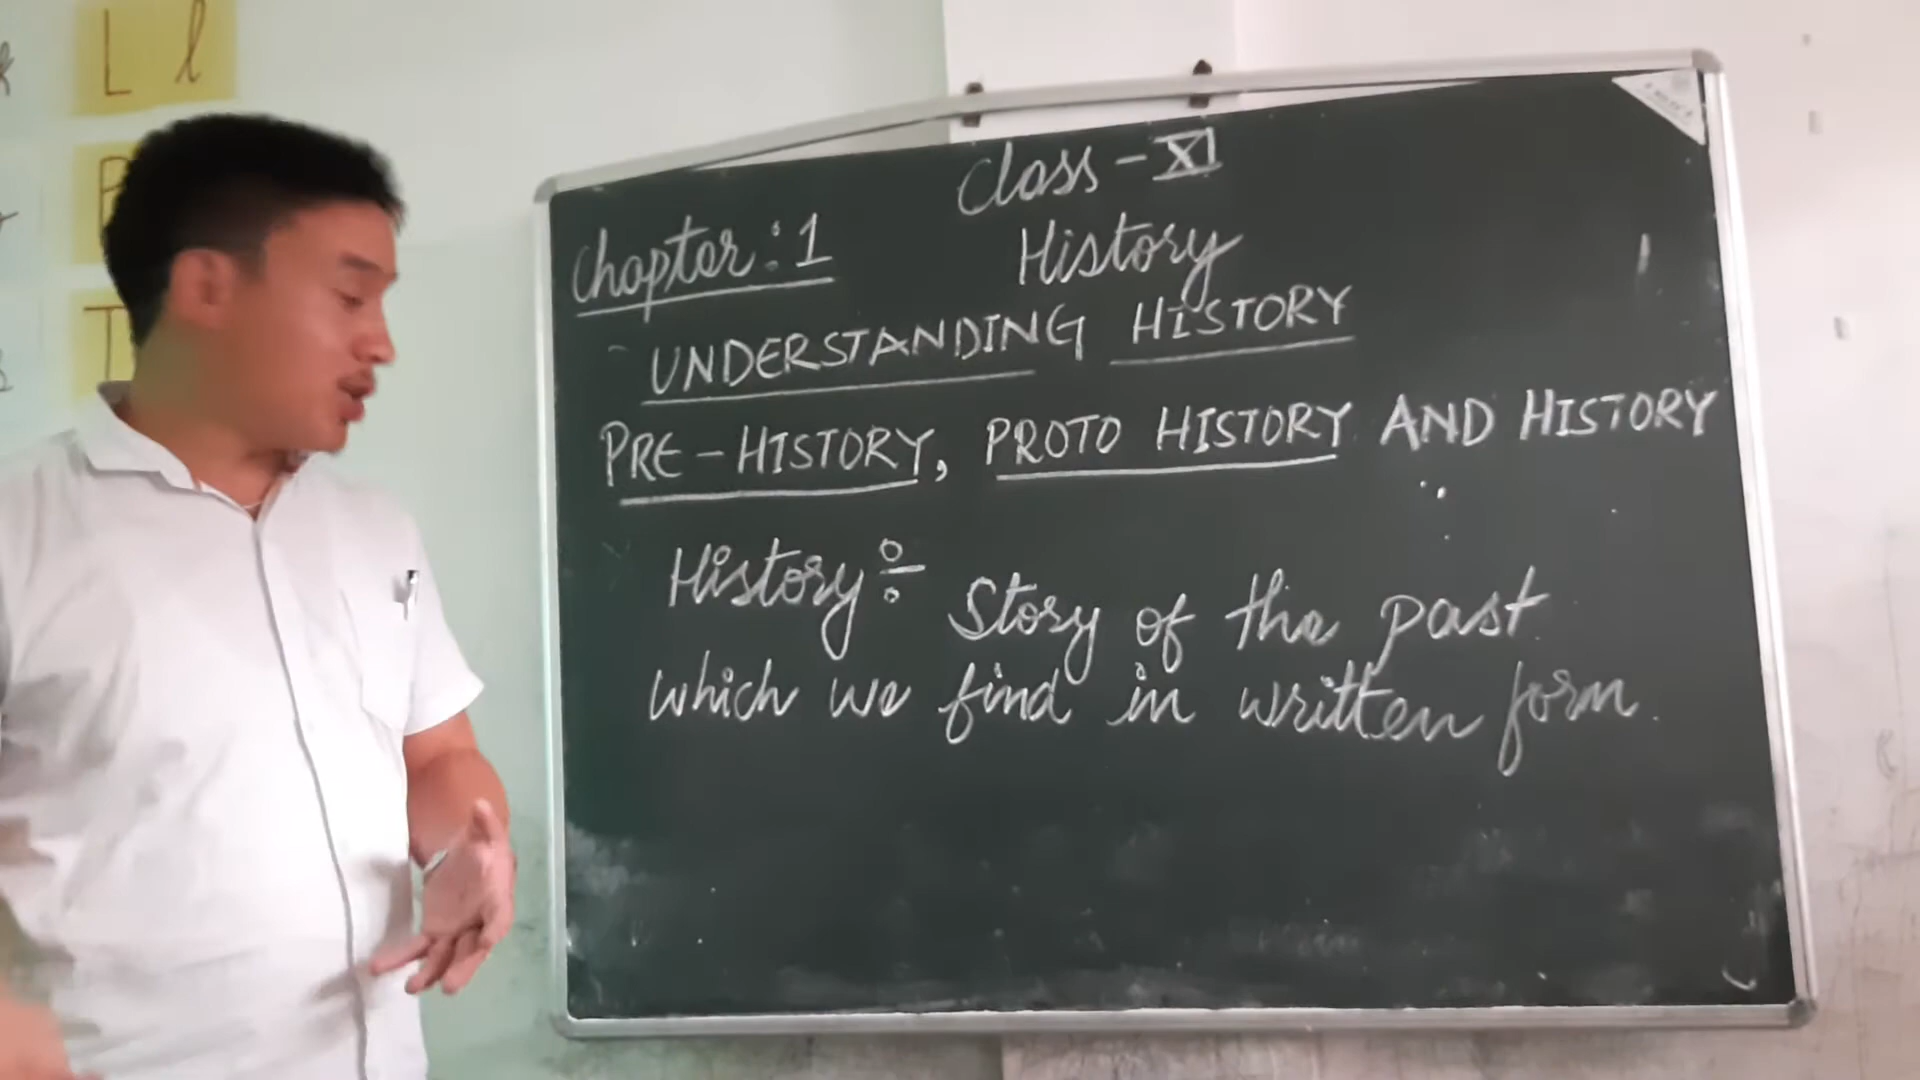 L l
Class - XI
Chapter : 1
History
UNDERSTANDING HISTORY
PRE-HISTORY, PROTO HISTORY AND HISTORY
History ÷ Story of the past
which we find in written form.